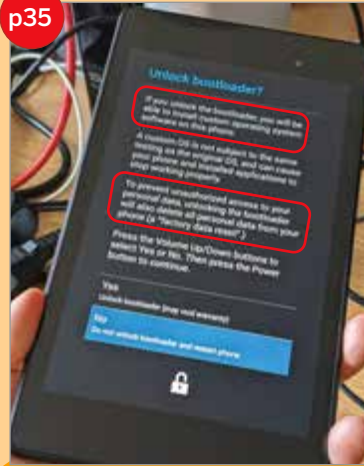 p35
Unlock bootloader?
If you unlock the bootloader, you will be
able to install custom operating system
software on this phone.
A custom OS is not subject to the same
testing as the original OS, and can cause
your phone and installed applications to
stop working properly.
To prevent unauthorized access to your
personal data, unlocking the bootloader
will also delete all personal data from your
phone (a "factory data reset".)
Press the Volume Up/Down buttons to
select Yes or No. Then press the Power
button to continue.
Yes
Unlock bootloader (may void warranty)
No
Do not unlock bootloader and restart phone